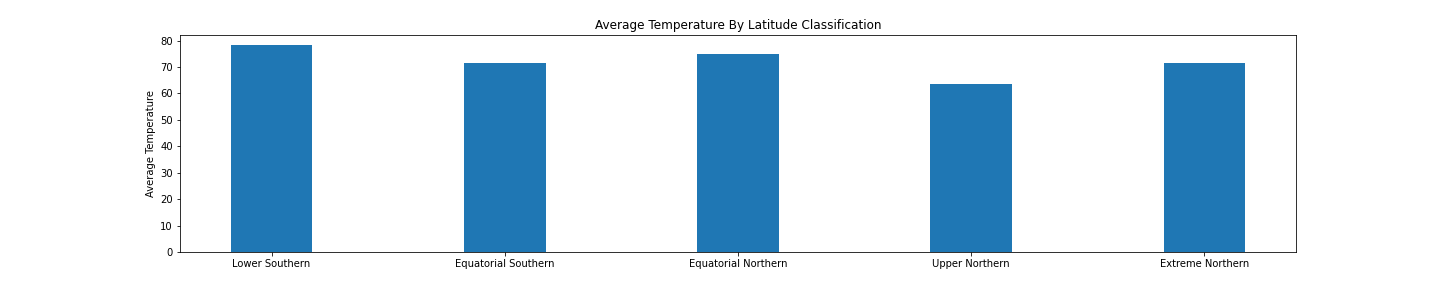 Average Temperature By Latitude Classification
Average Temperature
80
70
60
50
40
30
20
10
0
Lower Southern
Equatorial Southern
Equatorial Northern
Upper Northern
Extreme Northern